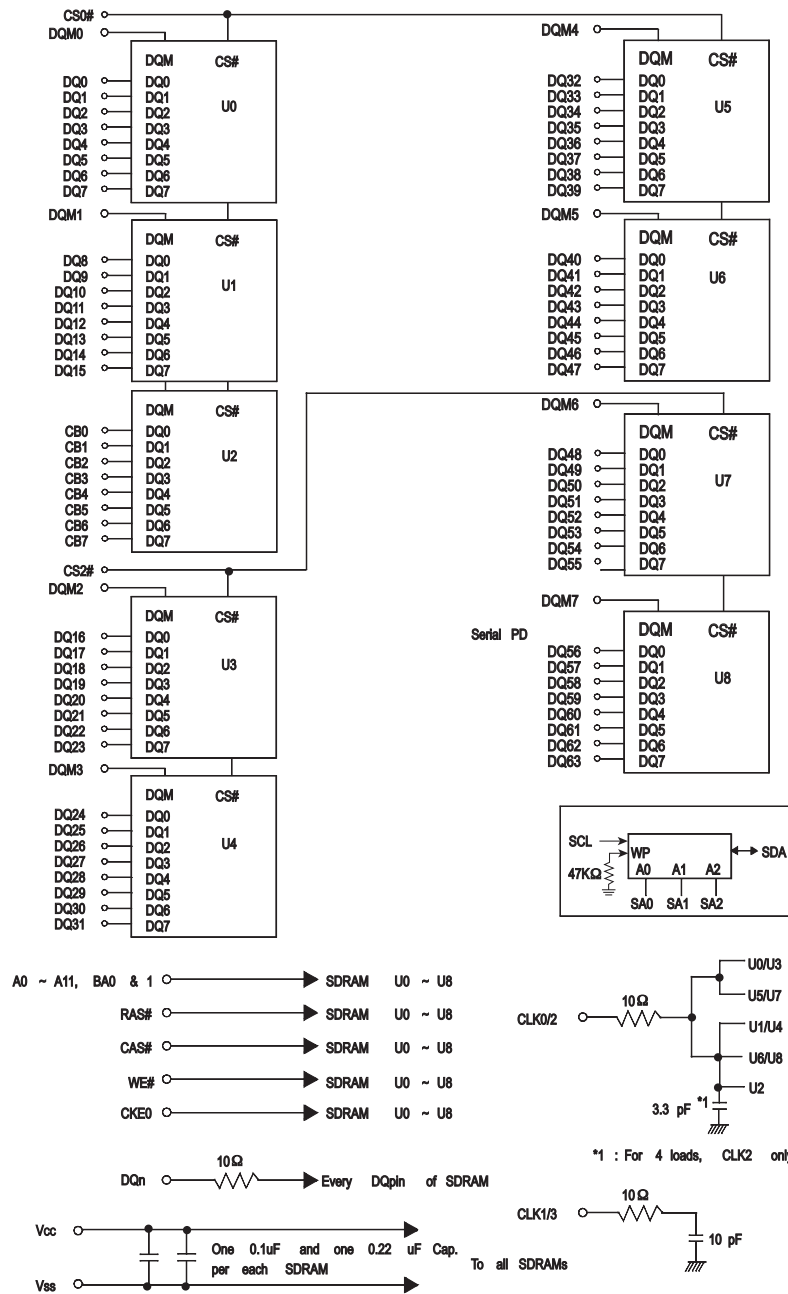 CS0#
DQM0
DQM CS#
U0
DQ0 DQ0
DQ1 DQ1
DQ2 DQ2
DQ3 DQ3
DQ4 DQ4
DQ5 DQ5
DQ6 DQ6
DQ7 DQ7
DQM1
DQM CS#
U1
DQ8 DQ0
DQ9 DQ1
DQ10 DQ2
DQ11 DQ3
DQ12 DQ4
DQ13 DQ5
DQ14 DQ6
DQ15 DQ7
DQM CS#
U2
CB0 DQ0
CB1 DQ1
CB2 DQ2
CB3 DQ3
CB4 DQ4
CB5 DQ5
CB6 DQ6
CB7 DQ7
CS2#
DQM2
DQM CS#
U3
DQ16 DQ0
DQ17 DQ1
DQ18 DQ2
DQ19 DQ3
DQ20 DQ4
DQ21 DQ5
DQ22 DQ6
DQ23 DQ7
DQM3
DQM CS#
U4
DQ24 DQ0
DQ25 DQ1
DQ26 DQ2
DQ27 DQ3
DQ28 DQ4
DQ29 DQ5
DQ30 DQ6
DQ31 DQ7
DQM4
DQM CS#
U5
DQ32 DQ0
DQ33 DQ1
DQ34 DQ2
DQ35 DQ3
DQ36 DQ4
DQ37 DQ5
DQ38 DQ6
DQ39 DQ7
DQM5
DQM CS#
U6
DQ40 DQ0
DQ41 DQ1
DQ42 DQ2
DQ43 DQ3
DQ44 DQ4
DQ45 DQ5
DQ46 DQ6
DQ47 DQ7
DQM6
DQM CS#
U7
DQ48 DQ0
DQ49 DQ1
DQ50 DQ2
DQ51 DQ3
DQ52 DQ4
DQ53 DQ5
DQ54 DQ6
DQ55 DQ7
DQM7
DQM CS#
U8
DQ56 DQ0
DQ57 DQ1
DQ58 DQ2
DQ59 DQ3
DQ60 DQ4
DQ61 DQ5
DQ62 DQ6
DQ63 DQ7
Serial PD
SCL
WP
SDA
47KΩ
A0 A1 A2
SA0 SA1 SA2
A0 ~ A11, BA0 & 1 SDRAM U0 ~ U8
RAS# SDRAM U0 ~ U8
CAS# SDRAM U0 ~ U8
WE# SDRAM U0 ~ U8
CKE0 SDRAM U0 ~ U8
10Ω
DQn Every DQpin of SDRAM
Vcc
One 0.1uF and one 0.22 uF Cap.
per each SDRAM
To all SDRAMs
Vss
10Ω
CLK0/2
U0/U3
U5/U7
U1/U4
U6/U8
U2
3.3 pF *1
*1 : For 4 loads, CLK2 only
10Ω
CLK1/3
10 pF